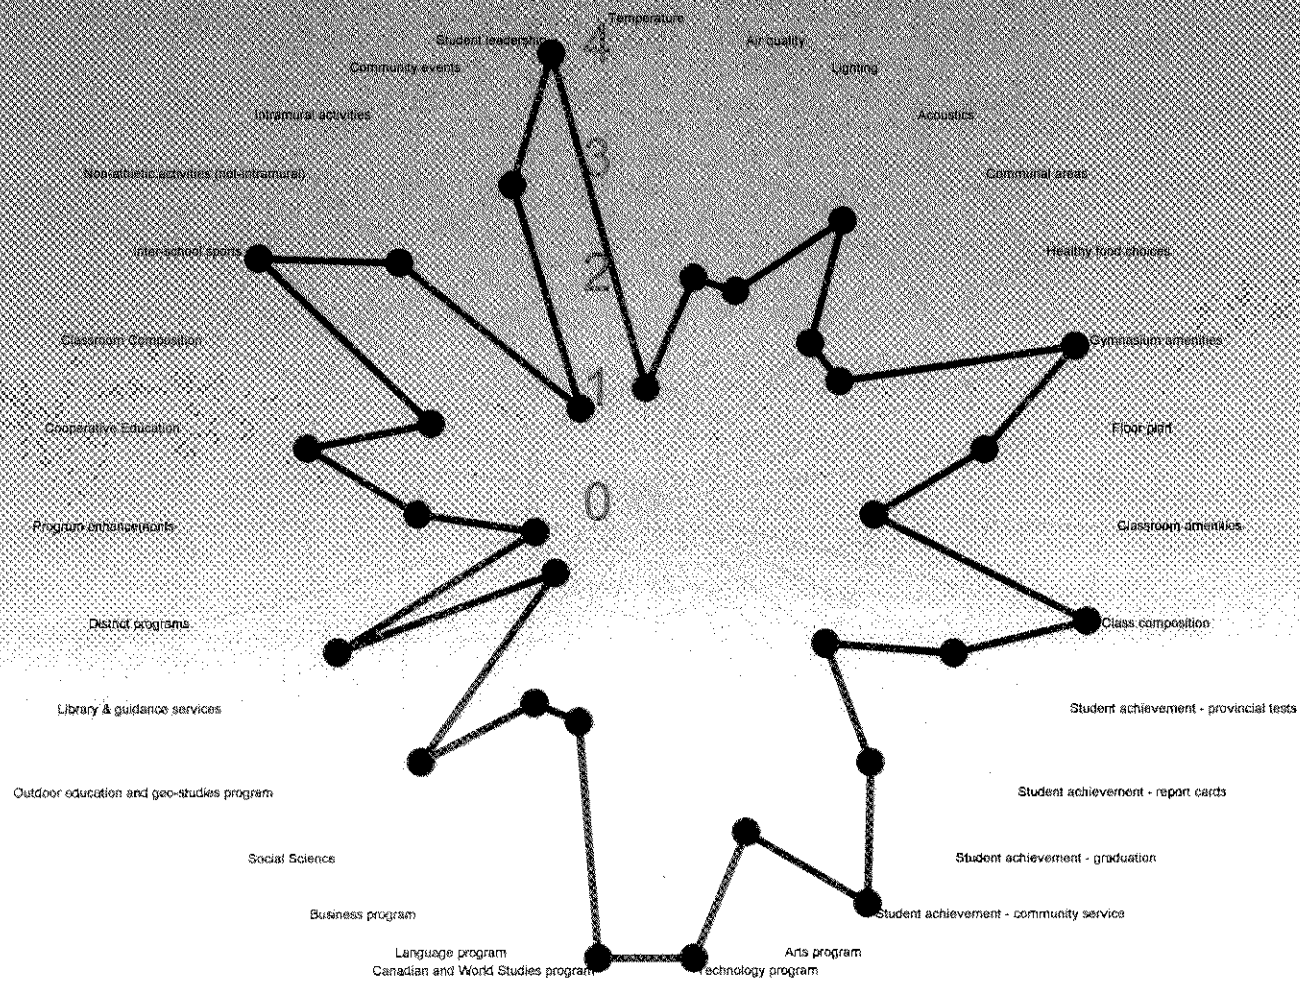 Temperature
Student leadership
4
Air quality
Community events
Lighting
Intramural activities
Acoustics
3
Non-athletic activities (not-intramural)
Communal areas
Inter-school sports
2
Healthy food choices
Classroom Composition
Gymnasium amenities
1
Cooperative Education
Floor plan
0
Program enhancements
Classroom amenities
District programs
Class composition
Library & guidance services
Student achievement - provincial tests
Outdoor education and geo-studies program
Student achievement - report cards
Social Science
Student achievement - graduation
Business program
Student achievement - community service
Language program
Arts program
Canadian and World Studies program
Technology program